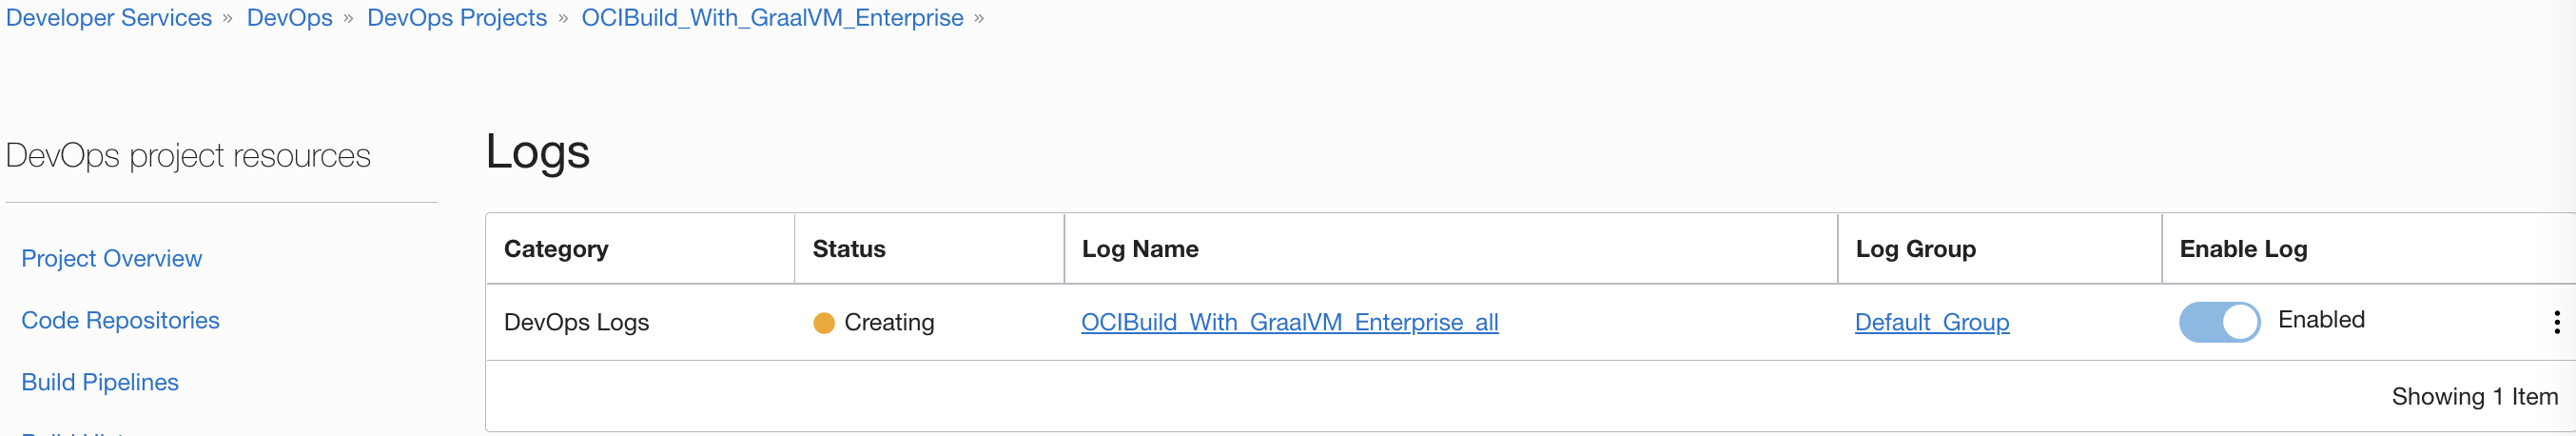 Developer Services » DevOps » DevOps Projects » OCIBuild_With_GraalVM_Enterprise »
DevOps project resources
Project Overview
Code Repositories
Build Pipelines
Logs
Category Status Log Name Log Group Enable Log
DevOps Logs Creating OCIBuild_With_GraalVM_Enterprise_all Default_Group Enabled
Showing 1 Item